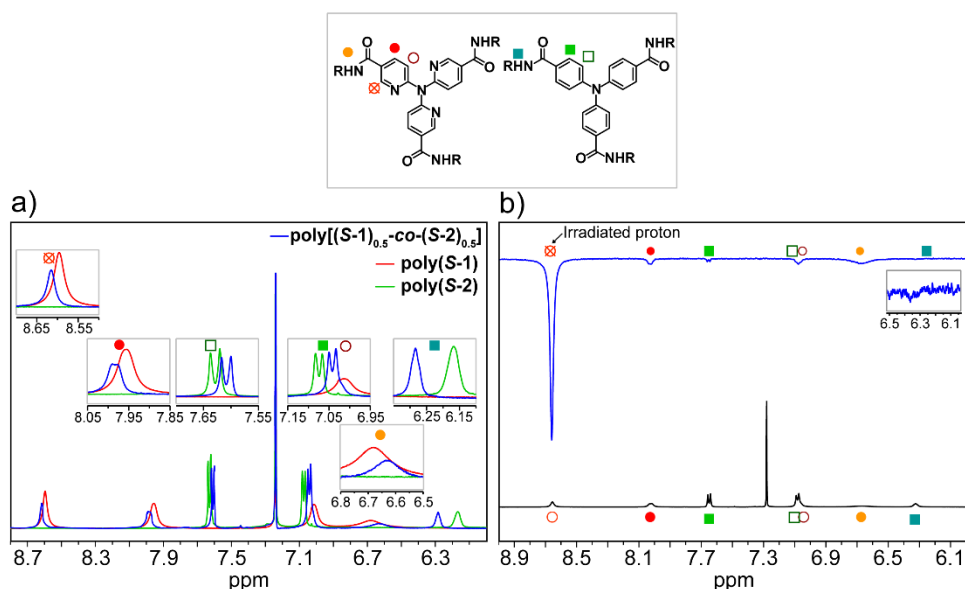 O
RHN
N
O
NHR
N
N
N
O
NHR
O
RHN
O
NHR
N
O
NHR
a)
poly[(S-1)0.5-co-(S-2)0.5]
poly(S-1)
poly(S-2)
8.65 8.55
8.05 7.95 7.85
7.65 7.55
7.15 7.05 6.95
6.25 6.15
6.8 6.7 6.6 6.5
8.7 8.3 7.9 7.5 7.1 6.7 6.3
ppm
b)
Irradiated proton
6.5 6.3 6.1
8.9 8.5 8.1 7.7 7.3 6.9 6.5 6.1
ppm